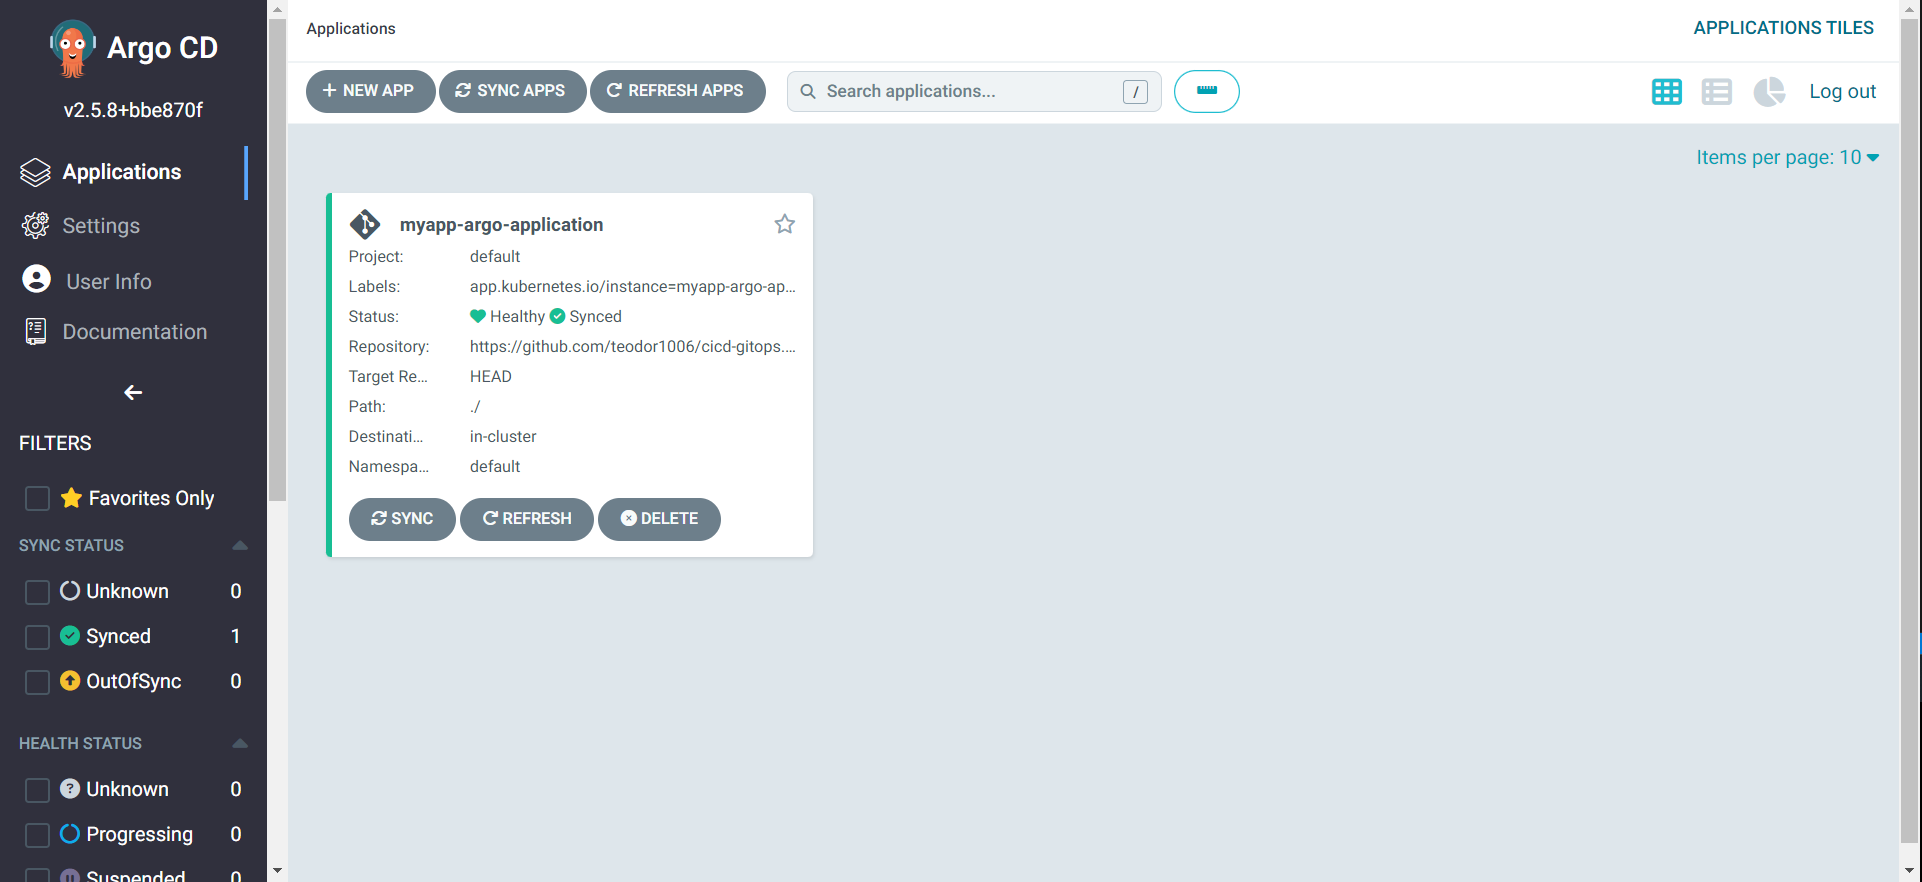 Argo CD
v2.5.8+bbe870f
Applications
Settings
User Info
Documentation
FILTERS
Favorites Only
SYNC STATUS
Unknown 0
Synced 1
OutOfSync 0
HEALTH STATUS
Unknown 0
Progressing 0
Suspended 0
Applications
APPLICATIONS TILES
NEW APP SYNC APPS REFRESH APPS Search applications... / Log out
Items per page: 10
myapp-argo-application
Project: default
Labels: app.kubernetes.io/instance=myapp-argo-ap...
Status: Healthy Synced
Repository: https://github.com/teodor1006/cicd-gitops....
Target Re... HEAD
Path: ./
Destinati... in-cluster
Namespa... default
SYNC REFRESH DELETE